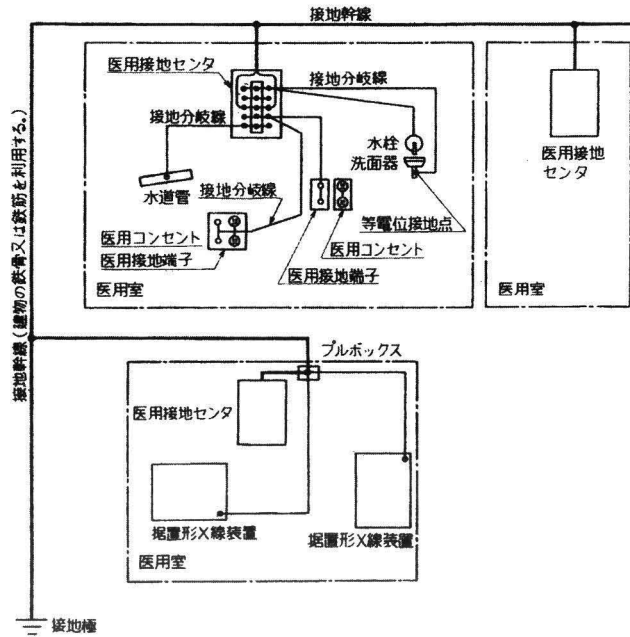 接地幹線
医用接地センタ
接地分岐線
接地分岐線
水栓
洗面器
医用接地
センタ
水道管
接地分岐線
等電位接地点
医用コンセント
医用接地端子
医用コンセント
医用接地端子
医用室
医用室
接地幹線(建物の鉄骨又は鉄筋を利用する。)
プルボックス
医用接地センタ
据置形X線装置
据置形X線装置
医用室
接地極